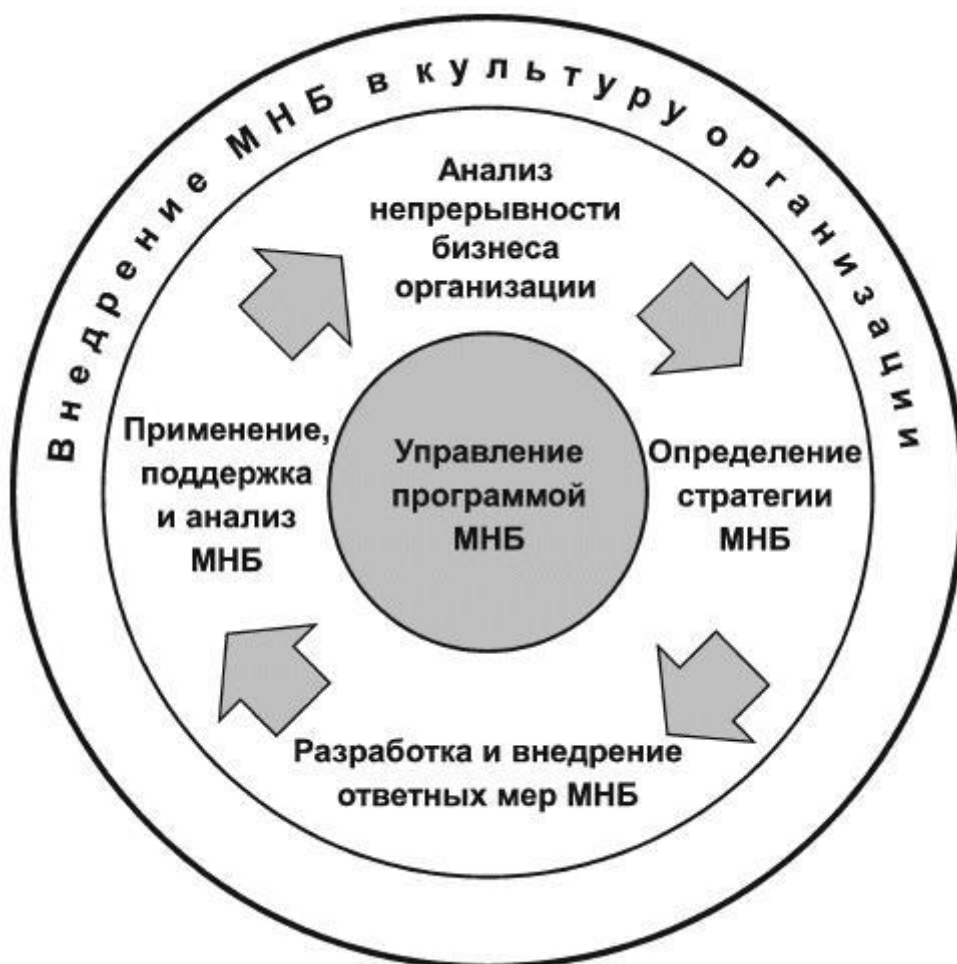 Внедрение МНБ в культуру организации
Анализ
непрерывности
бизнеса
организации
Применение,
поддержка
и анализ
МНБ
Управление
программой
МНБ
Определение
стратегии
МНБ
Разработка и внедрение
ответных мер МНБ